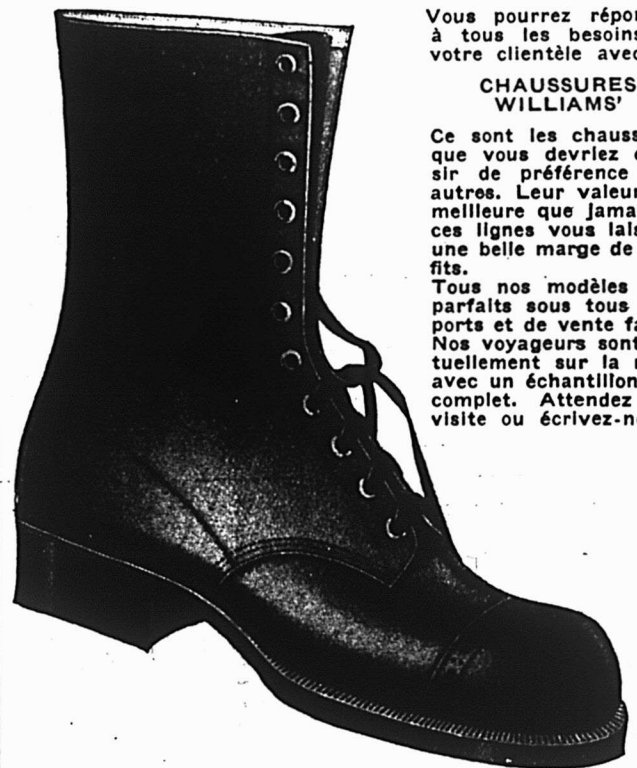 Vous pourrez répon
à tous les besoins
votre clientèle avec
CHAUSSURES
WILLIAMS'
Ce sont les chauss
que vous devriez c
sir de préférence
autres. Leur valeur
meilleure que jama
ces lignes vous lais
une belle marge de
fits.
Tous nos modèles
parfaits sous tous
ports et de vente fa
Nos voyageurs sont
tuellement sur la r
avec un échantillon
complet. Attendez
visite ou écrivez-no